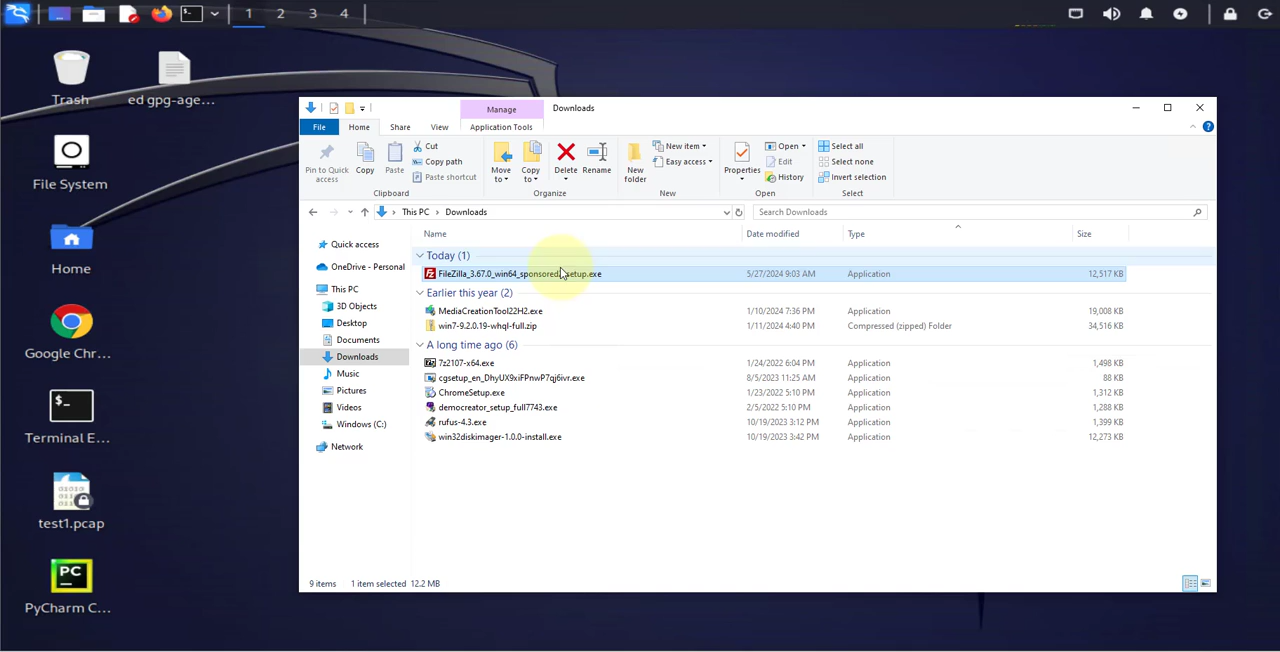 1 2 3 4
Trash
ed gpg-age...
File System
Home
Google Chr...
Terminal E...
test1.pcap
PC
PyCharm C...
Manage
Downloads
File
Home
Share
View
Application Tools
Pin to Quick access
Copy
Paste
Cut
Copy path
Paste shortcut
Clipboard
Move to
Copy to
Delete
Rename
Organize
New folder
New item
Easy access
New
Properties
Open
Edit
History
Open
Select all
Select none
Invert selection
Select
This PC
Downloads
Search Downloads
Name
Date modified
Type
Size
Quick access
OneDrive - Personal
This PC
3D Objects
Desktop
Documents
Downloads
Music
Pictures
Videos
Windows (C:)
Network
Today (1)
5/27/2024 9:03 AM Application 12,517 KB
Earlier this year (2)
MediaCreationTool22H2.exe 1/10/2024 7:36 PM Application 19,008 KB
win7-9.2.0.19-whql-full.zip 1/11/2024 4:40 PM Compressed (zipped) Folder 34,516 KB
A long time ago (6)
7z2107-x64.exe 1/24/2022 6:04 PM Application 1,498 KB
cgsetup_en_DhyUX9xiFPnwP7qj6ivr.exe 8/5/2023 11:25 AM Application 88 KB
ChromeSetup.exe 1/23/2022 5:10 PM Application 1,312 KB
democreator_setup_full7743.exe 2/5/2022 5:10 PM Application 1,288 KB
rufus-4.3.exe 10/19/2023 3:12 PM Application 1,399 KB
win32diskimager-1.0.0-install.exe 10/19/2023 3:42 PM Application 12,273 KB
9 items
1 item selected 12.2 MB